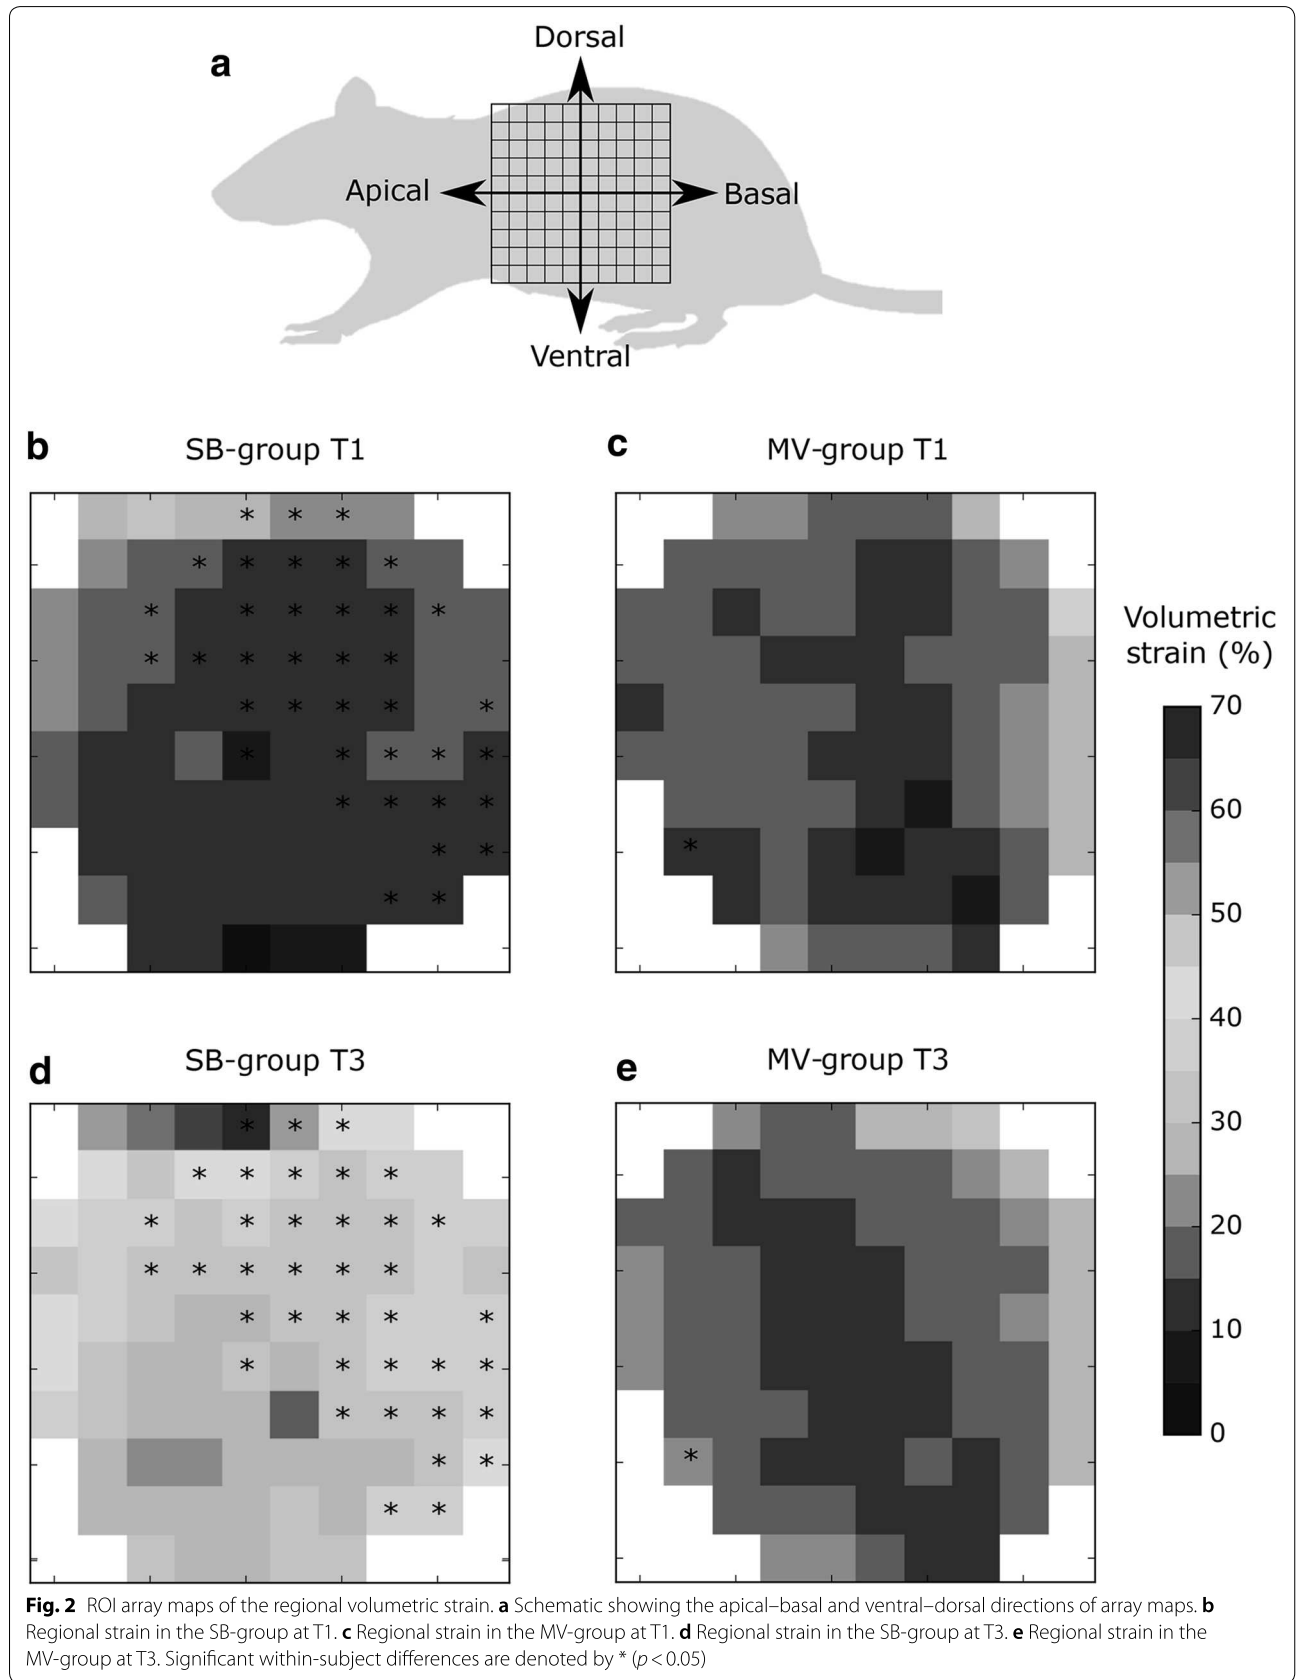 a
Dorsal
Apical
Basal
Ventral
b
SB-group T1
c
MV-group T1
* * *
* * * * *
* * * * * *
* * * * * *
* * * * *
* * * * *
* * * *
* *
* *
*
Volumetric
strain (%)
70
60
50
40
30
20
10
0
d
SB-group T3
e
MV-group T3
* * *
* * * * *
* * * * * *
* * * * * *
* * * * *
* * * * *
* * * *
* *
* *
*
Fig. 2 ROI array maps of the regional volumetric strain. a Schematic showing the apical–basal and ventral–dorsal directions of array maps. b
Regional strain in the SB-group at T1. c Regional strain in the MV-group at T1. d Regional strain in the SB-group at T3. e Regional strain in the
MV-group at T3. Significant within-subject differences are denoted by * (p < 0.05)